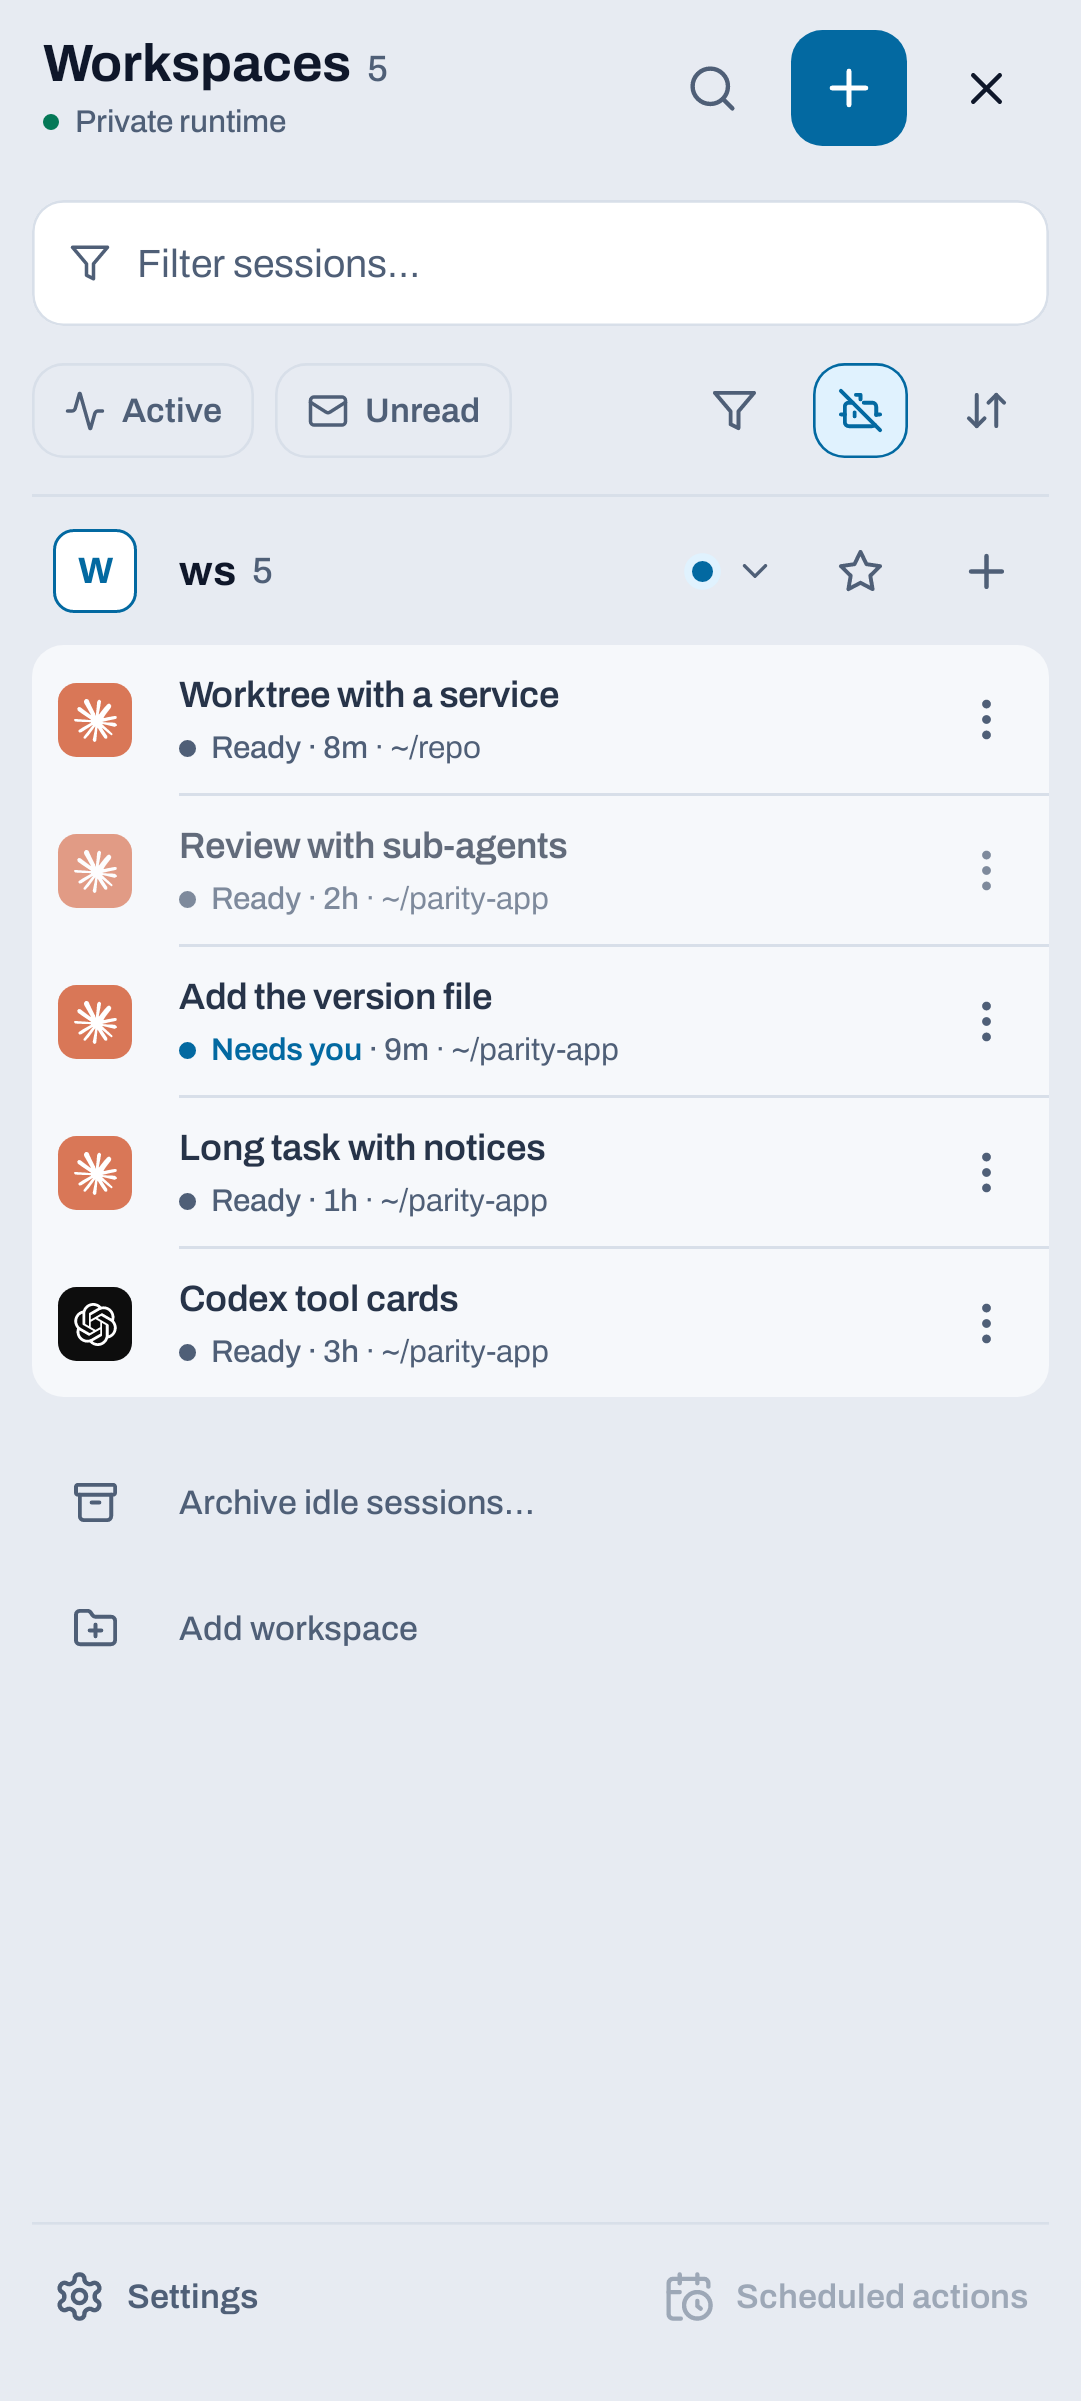 Workspaces 5
Private runtime
Filter sessions...
Active
Unread
W
ws 5
Worktree with a service
Ready · 8m · ~/repo
Review with sub-agents
Ready · 2h · ~/parity-app
Add the version file
Needs you · 9m · ~/parity-app
Long task with notices
Ready · 1h · ~/parity-app
Codex tool cards
Ready · 3h · ~/parity-app
Archive idle sessions...
Add workspace
Settings
Scheduled actions